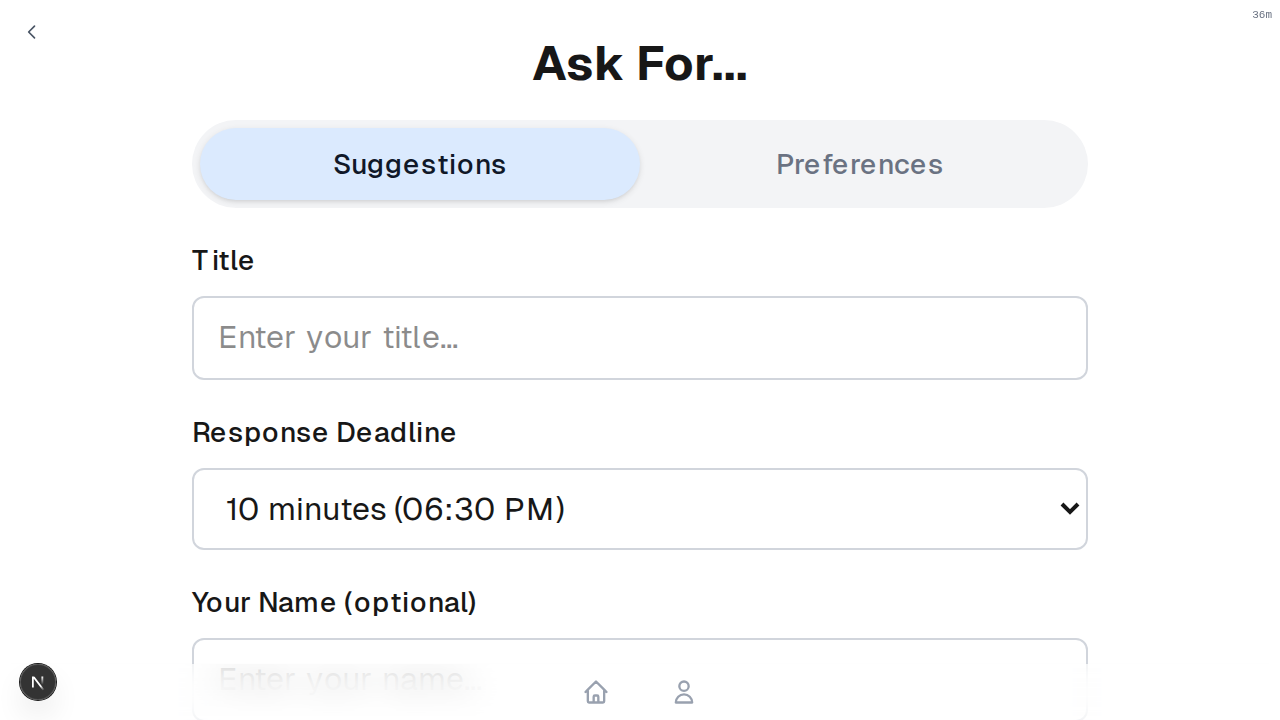 36m
Ask For...
Suggestions
Preferences
Title
Enter your title...
Response Deadline
10 minutes (06:30 PM)
Your Name (optional)
Enter your name...
N